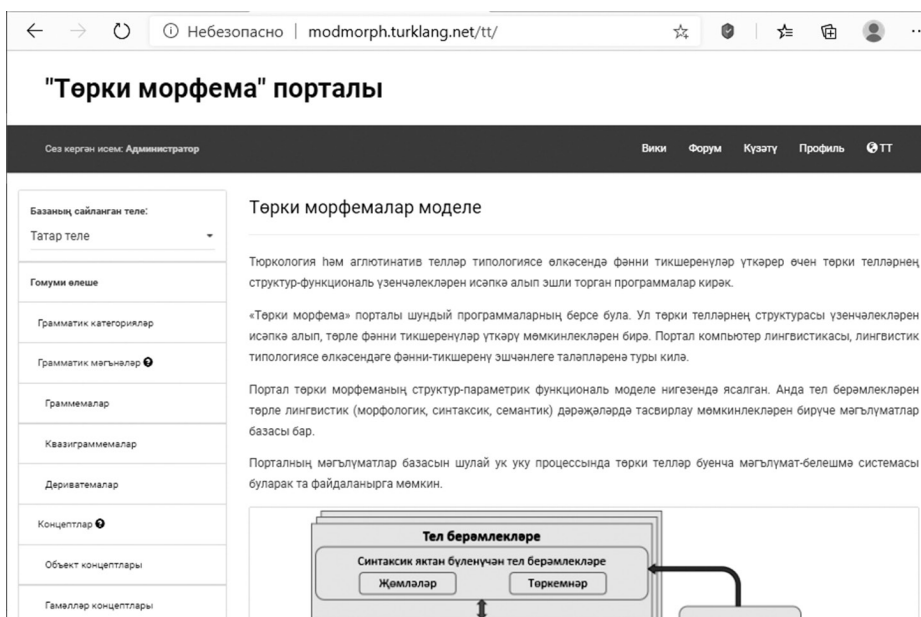 Небезопасно | modmorph.turklang.net/tt/
"Төрки морфема" порталы
Сез кергән исем: Администратор
Вики Форум Күзәтү Профиль ТТ
Базаның сайланган теле:
Татар теле
Гомуми өлеше
Грамматик категорияләр
Грамматик мәгънәләр
Граммемалар
Квазиграммемалар
Дериватемалар
Концептлар
Объект концептлары
Гамәлләр концептлары
Төрки морфемалар моделе
Тюркология һәм аглютинатив телләр типологиясе өлкәсендә фәнни тикшеренүләр үткәрер өчен төрки телләрнең
структур-функциональ үзенчәлекләрен исәпкә алып эшли торган программалар кирәк.
«Төрки морфема» порталы шундый программаларның берсе була. Ул төрки телләрнең структурасы үзенчәлекләрен
исәпкә алып, төрле фәнни тикшеренүләр үткәрү мөмкинлекләрен бирә. Портал компьютер лингвистикасы, лингвистик
типологиясе өлкәсендәге фәнни-тикшеренү эшчәнлеге таләпләренә туры килә.
Портал төрки морфеманың структур-параметрик функциональ моделе нигезендә ясалган. Анда тел берәмлекләрен
төрле лингвистик (морфологик, синтаксик, семантик) дәрәҗәләрдә тасвирлау мөмкинлекләрен бирүче мәгълүматлар
базасы бар.
Порталның мәгълүматлар базасын шулай ук уку процессында төрки телләр буенча мәгълүмат-белешмә системасы
буларак та файдаланырга мөмкин.
Тел берәмлекләре
Синтаксик яктан бүленүчән тел берәмлекләре
Җөмләләр
Төркемнәр